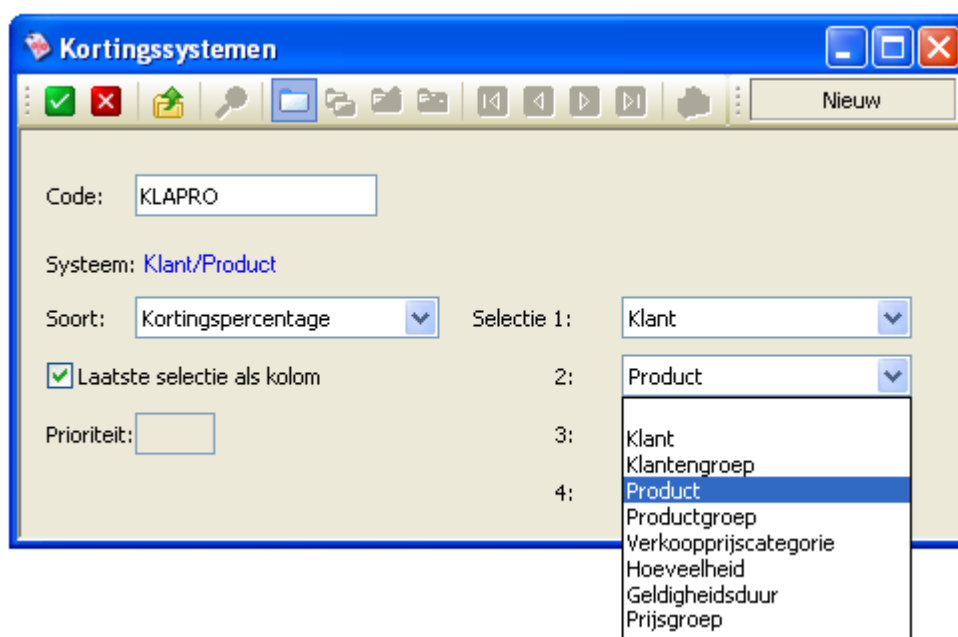 Kortingssystemen
Nieuw
Code: KLAPRO
Systeem: Klant/Product
Soort: Kortingspercentage Selectie 1: Klant
Laatste selectie als kolom 2: Product
Prioriteit: 3:
4:
Klant
Klantengroep
Product
Productgroep
Verkoopprijscategorie
Hoeveelheid
Geldigheidsduur
Prijsgroep